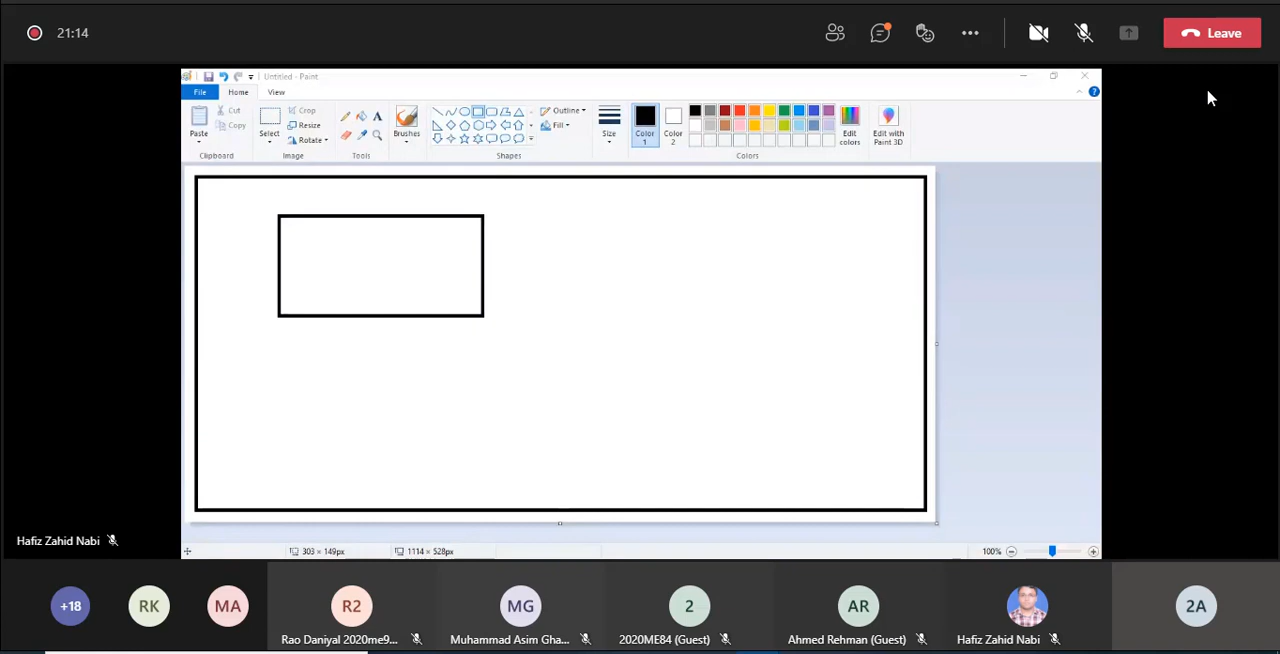 21:14
Leave
Untitled - Paint
File
Home
View
Paste
Cut
Copy
Clipboard
Select
Crop
Resize
Rotate
Image
Tools
Brushes
Shapes
Outline
Fill
Size
Color
1
Color
2
Edit
colors
Edit with
Paint 3D
Colors
303 × 149px
1114 × 528px
100%
Hafiz Zahid Nabi
+18
RK
MA
R2
Rao Daniyal 2020me9...
MG
Muhammad Asim Gha...
2
2020ME84 (Guest)
AR
Ahmed Rehman (Guest)
Hafiz Zahid Nabi
2A